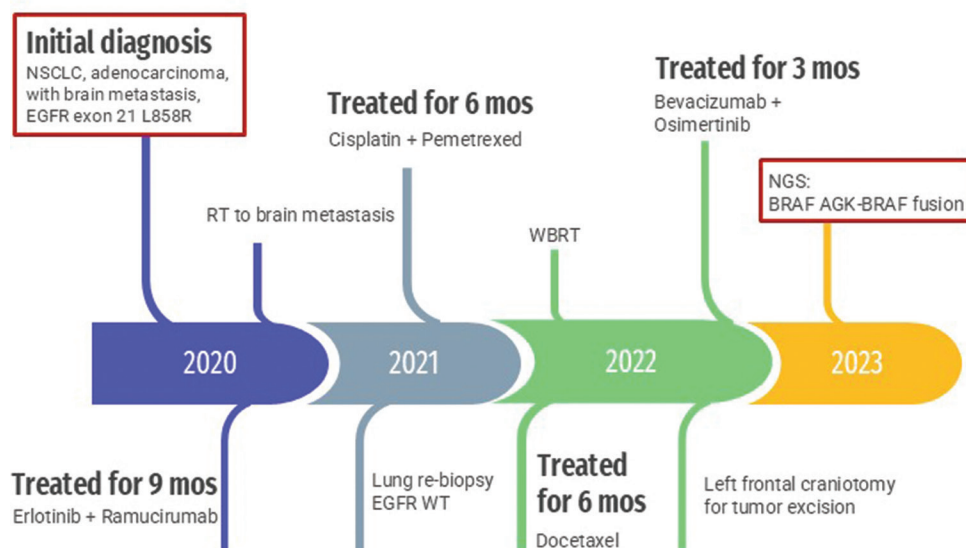 Initial diagnosis
NSCLC, adenocarcinoma,
with brain metastasis,
EGFR exon 21 L858R
RT to brain metastasis
Treated for 6 mos
Cisplatin + Pemetrexed
WBRT
Treated for 3 mos
Bevacizumab +
Osimertinib
NGS:
BRAF AGK-BRAF fusion
2020
2021
2022
2023
Treated for 9 mos
Erlotinib + Ramucirumab
Lung re-biopsy
EGFR WT
Treated
for 6 mos
Docetaxel
Left frontal craniotomy
for tumor excision